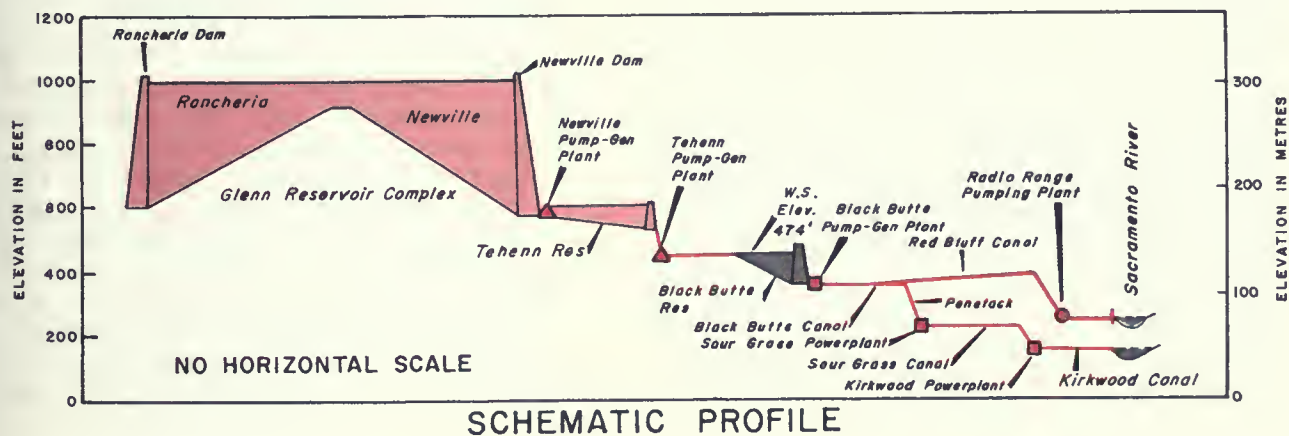 1200
1000
800
600
400
200
0
ELEVATION IN FEET
Rancheria Dam
Rancheria
Newville
Glenn Reservoir Complex
Newville Dam
Newville
Pump-Gen
Plant
Tehenn
Pump-Gen
Plant
Tehenn Res
W.S.
Elev.
474'
Black Butte
Pump-Gen Plant
Black Butte
Res
Radio Range
Pumping Plant
Red Bluff Canal
Sacramento River
Penstock
Black Butte Canal
Sour Grass Powerplant
Sour Grass Canal
Kirkwood Powerplant
Kirkwood Canal
300
200
100
0
ELEVATION IN METRES
NO HORIZONTAL SCALE
SCHEMATIC PROFILE